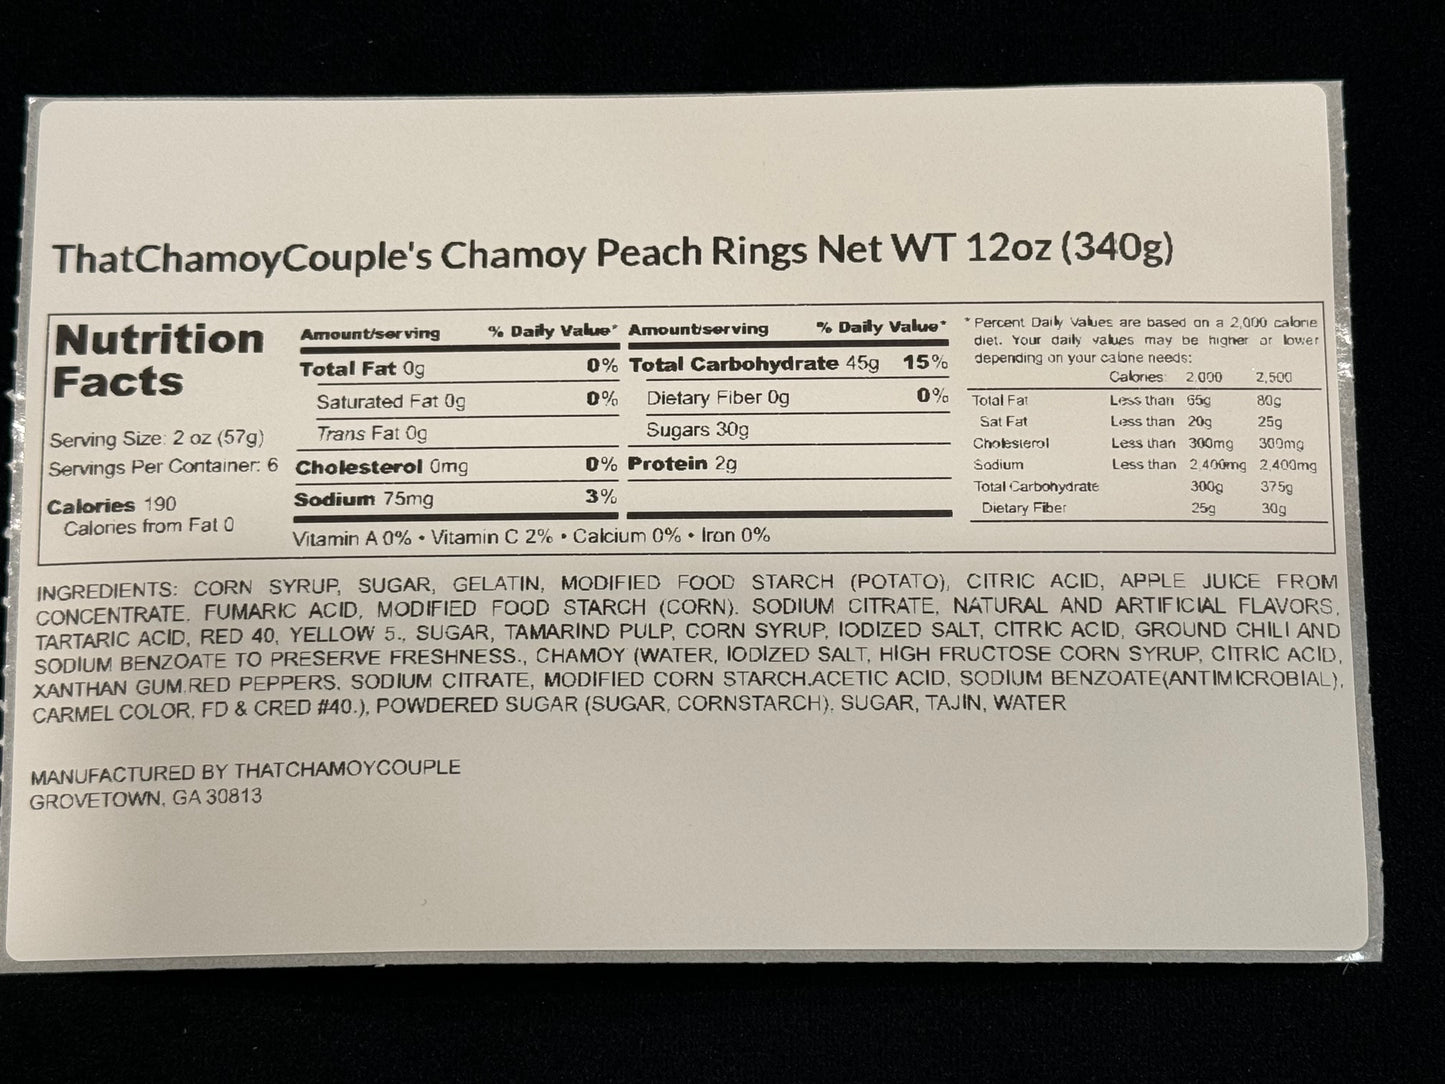 ThatChamoyCouple's Chamoy Peach Rings Net WT 12oz (340g)
Nutrition
Facts
Serving Size: 2 oz (57g)
Servings Per Container: 6
Calories 190
Calories from Fat 0
Amount/serving % Daily Value*
Total Fat 0g 0%
Saturated Fat 0g 0%
Trans Fat 0g
Cholesterol 0mg 0%
Sodium 75mg 3%
Amount/serving % Daily Value*
Total Carbohydrate 45g 15%
Dietary Fiber 0g 0%
Sugars 30g
Protein 2g
Vitamin A 0% • Vitamin C 2% • Calcium 0% • Iron 0%
* Percent Daily Values are based on a 2,000 calorie
diet. Your daily values may be higher or lower
depending on your calorie needs:
Calories: 2,000 2,500
Total Fat Less than 65g 80g
Sat Fat Less than 20g 25g
Cholesterol Less than 300mg 300mg
Sodium Less than 2,400mg 2,400mg
Total Carbohydrate 300g 375g
Dietary Fiber 25g 30g
INGREDIENTS: CORN SYRUP, SUGAR, GELATIN, MODIFIED FOOD STARCH (POTATO), CITRIC ACID, APPLE JUICE FROM
CONCENTRATE, FUMARIC ACID, MODIFIED FOOD STARCH (CORN). SODIUM CITRATE, NATURAL AND ARTIFICIAL FLAVORS,
TARTARIC ACID, RED 40, YELLOW 5., SUGAR, TAMARIND PULP, CORN SYRUP, IODIZED SALT, CITRIC ACID, GROUND CHILI AND
SODIUM BENZOATE TO PRESERVE FRESHNESS., CHAMOY (WATER, IODIZED SALT, HIGH FRUCTOSE CORN SYRUP, CITRIC ACID,
XANTHAN GUM.RED PEPPERS. SODIUM CITRATE, MODIFIED CORN STARCH.ACETIC ACID, SODIUM BENZOATE(ANTIMICROBIAL),
CARMEL COLOR, FD & CRED #40.), POWDERED SUGAR (SUGAR, CORNSTARCH). SUGAR, TAJIN, WATER
MANUFACTURED BY THATCHAMOYCOUPLE
GROVETOWN, GA 30813